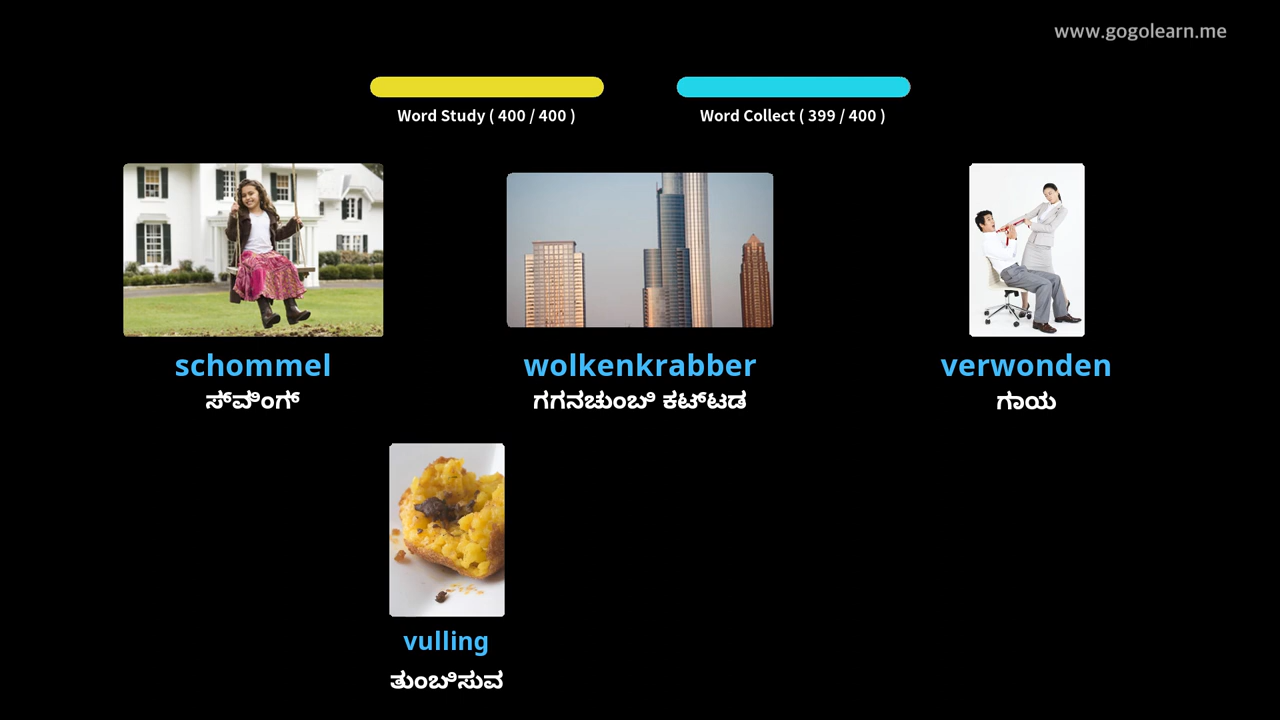 www.gogolearn.me
Word Study ( 400 / 400 )
Word Collect ( 399 / 400 )
schommel
ಸ್ವಿಂಗ್
wolkenkrabber
ಗಗನಚುಂಬಿ ಕಟ್ಟಡ
verwonden
ಗಾಯ
vulling
ತುಂಬಿಸುವ